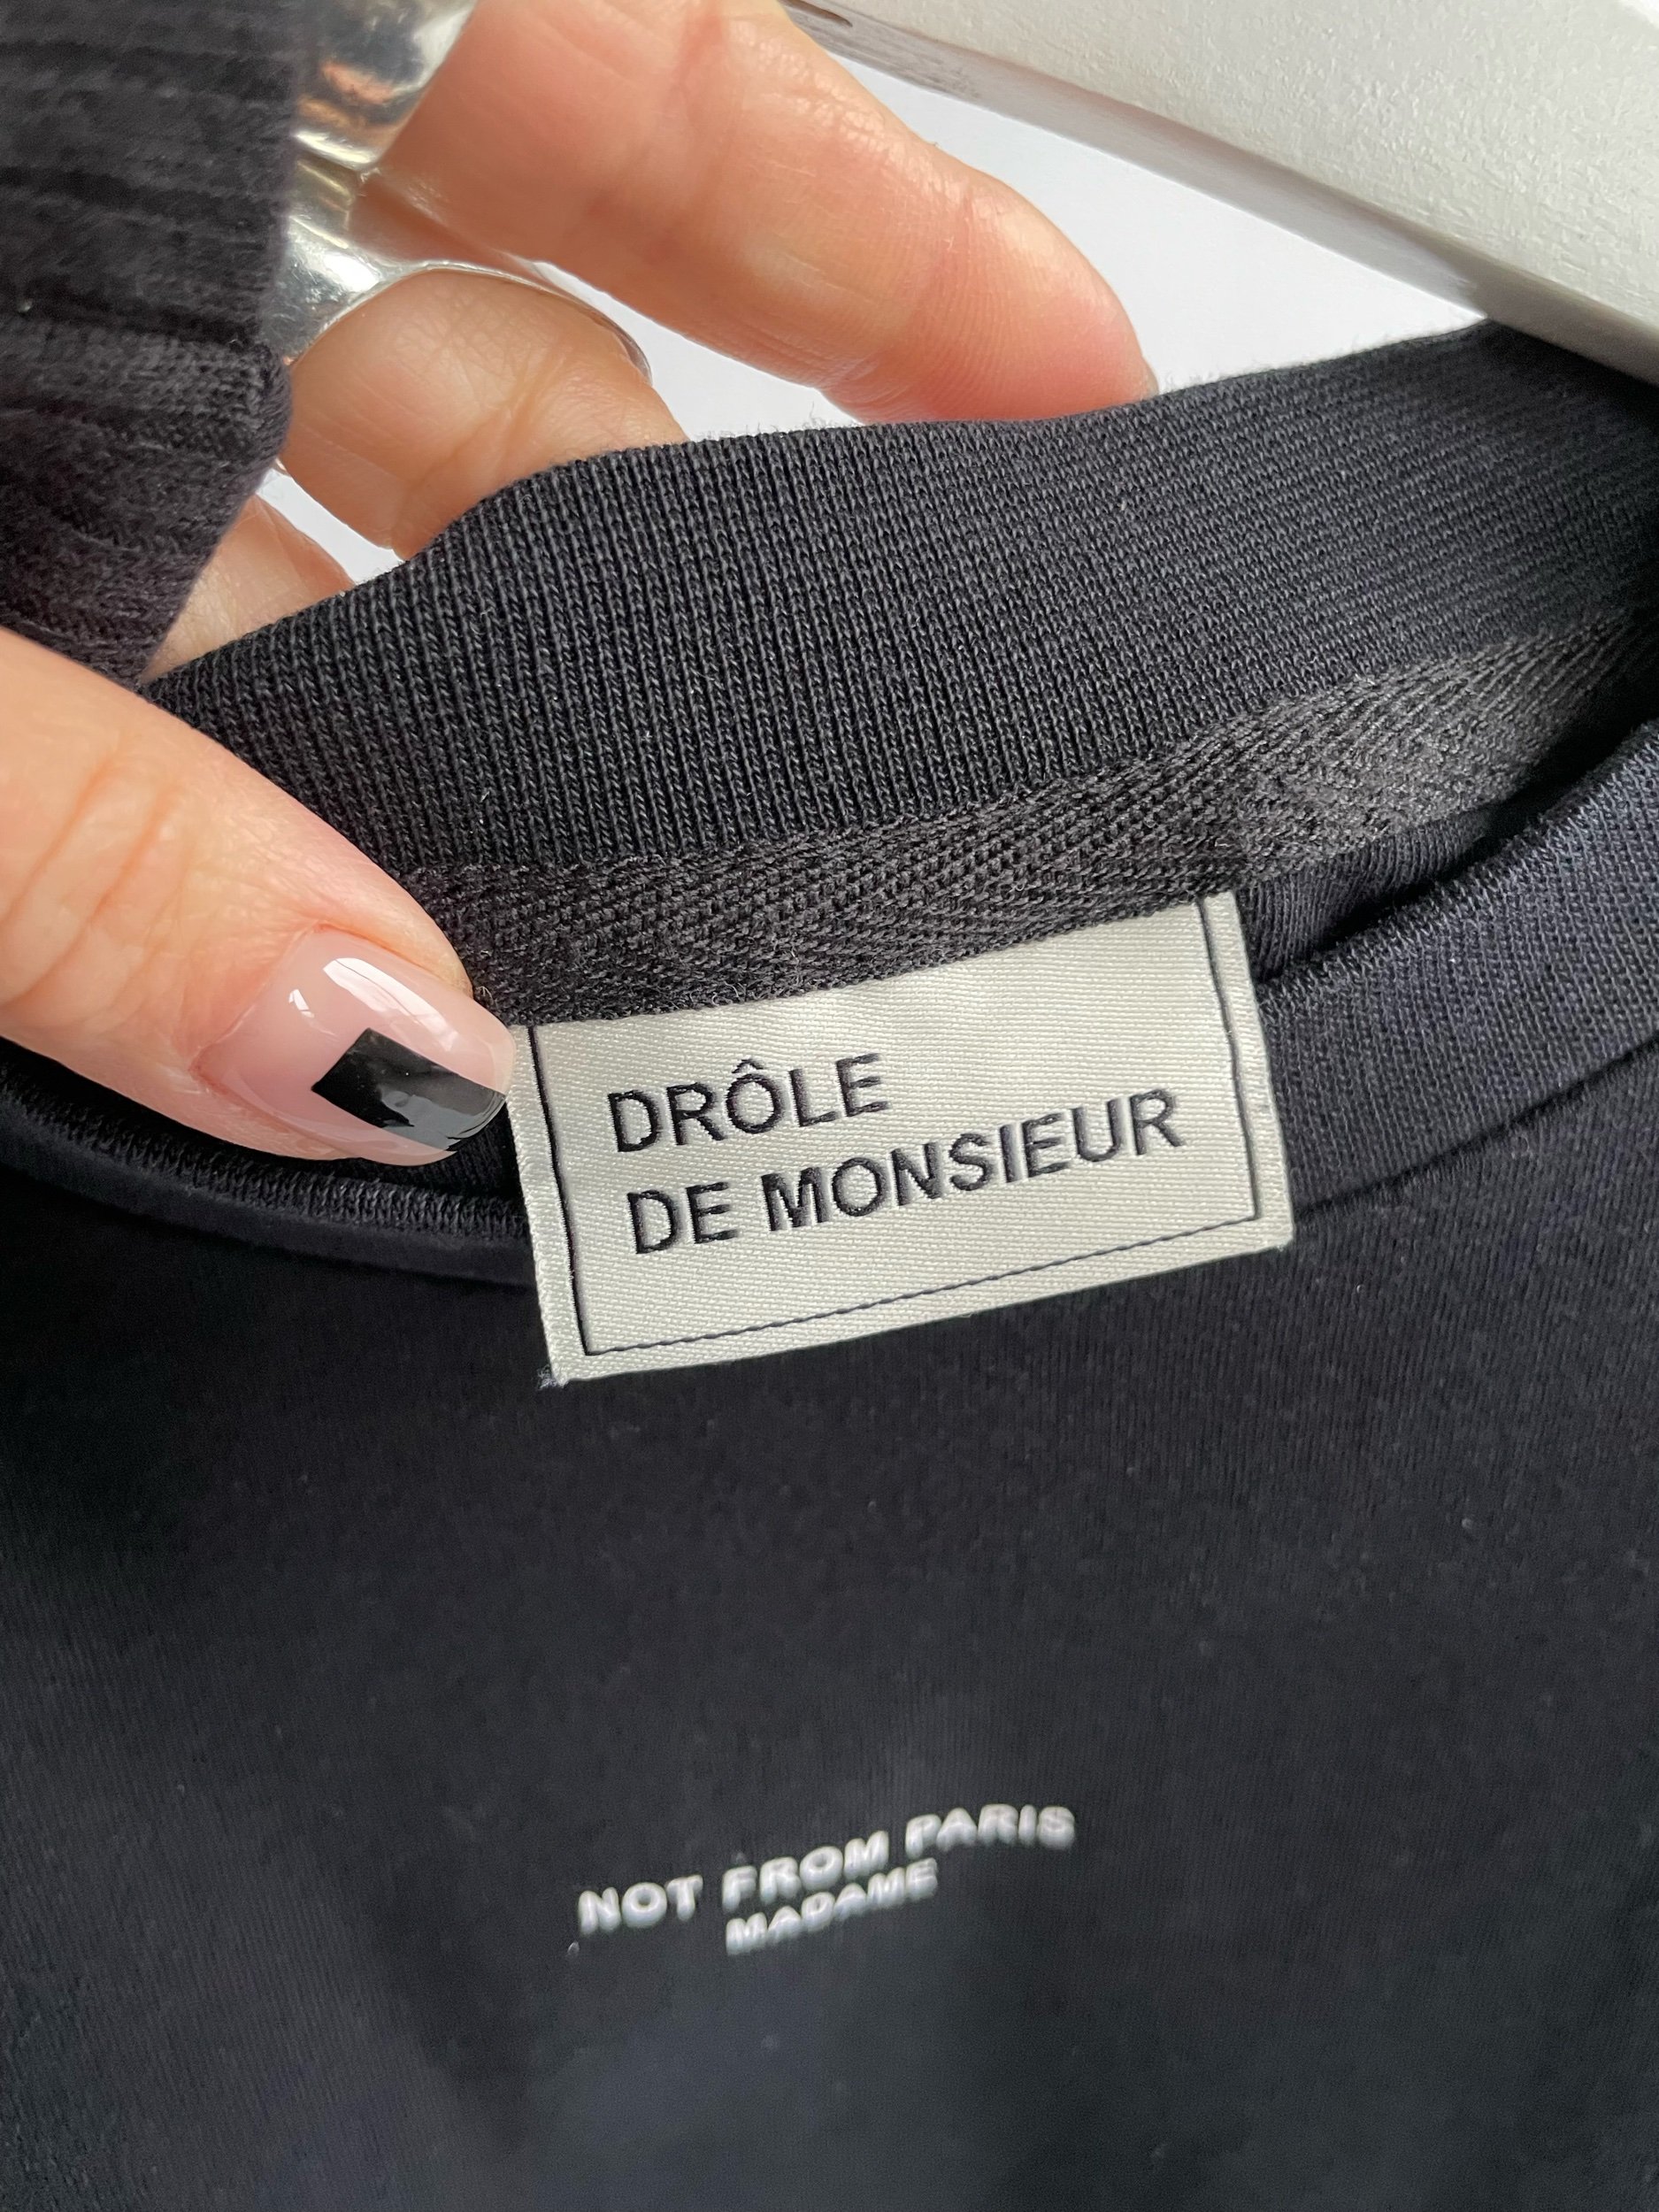 DRÔLE
DE MONSIEUR
NOT FROM PARIS
MADAME